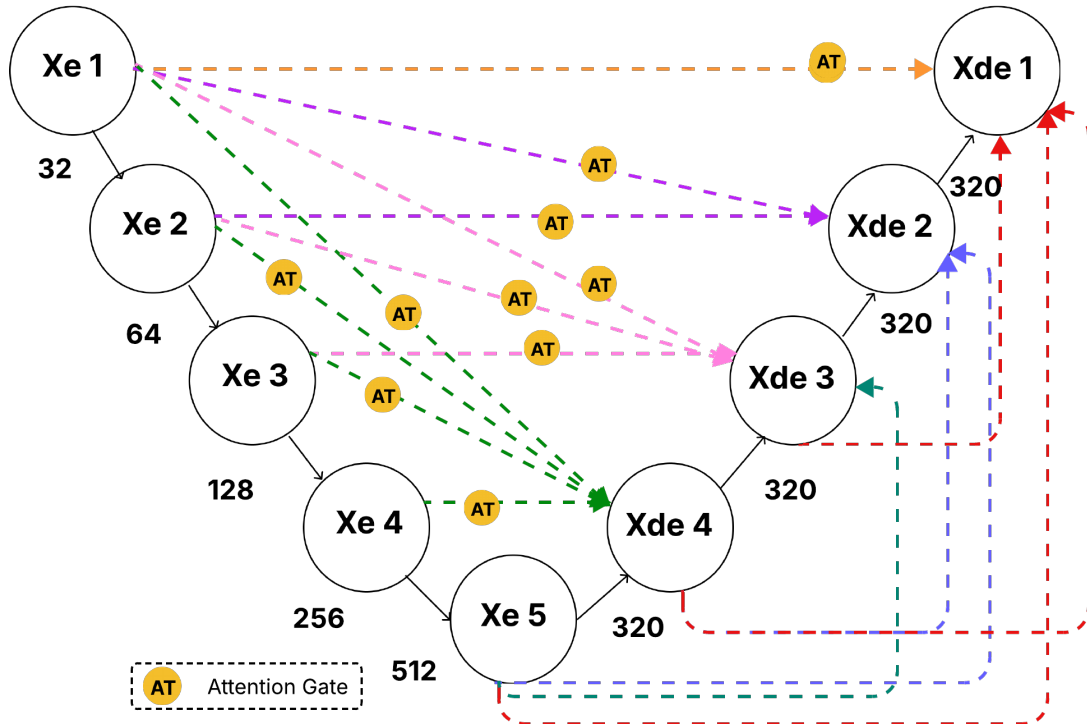 Xe 1
Xde 1
AT
32
AT
320
Xe 2
AT
Xde 2
AT
AT
AT
AT
64
320
AT
Xe 3
Xde 3
AT
128
320
AT
Xe 4
Xde 4
256
Xe 5
320
512
AT Attention Gate